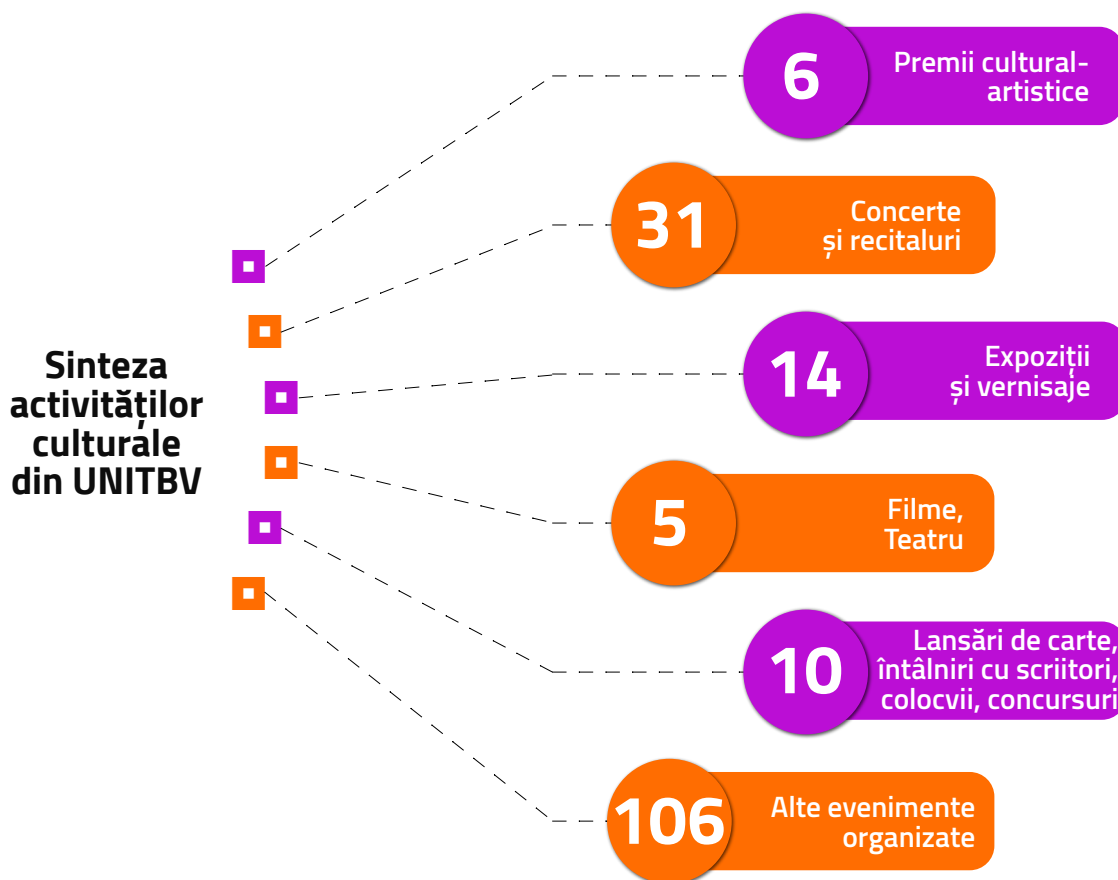 Sinteza
activităților
culturale
din UNITBV
6
Premii cultural-
artistice
31
Concerte
și recitaluri
14
Expoziții
și vernisaje
5
Filme,
Teatru
10
Lansări de carte,
întâlniri cu scriitori,
colocvii, concursuri
106
Alte evenimente
organizate